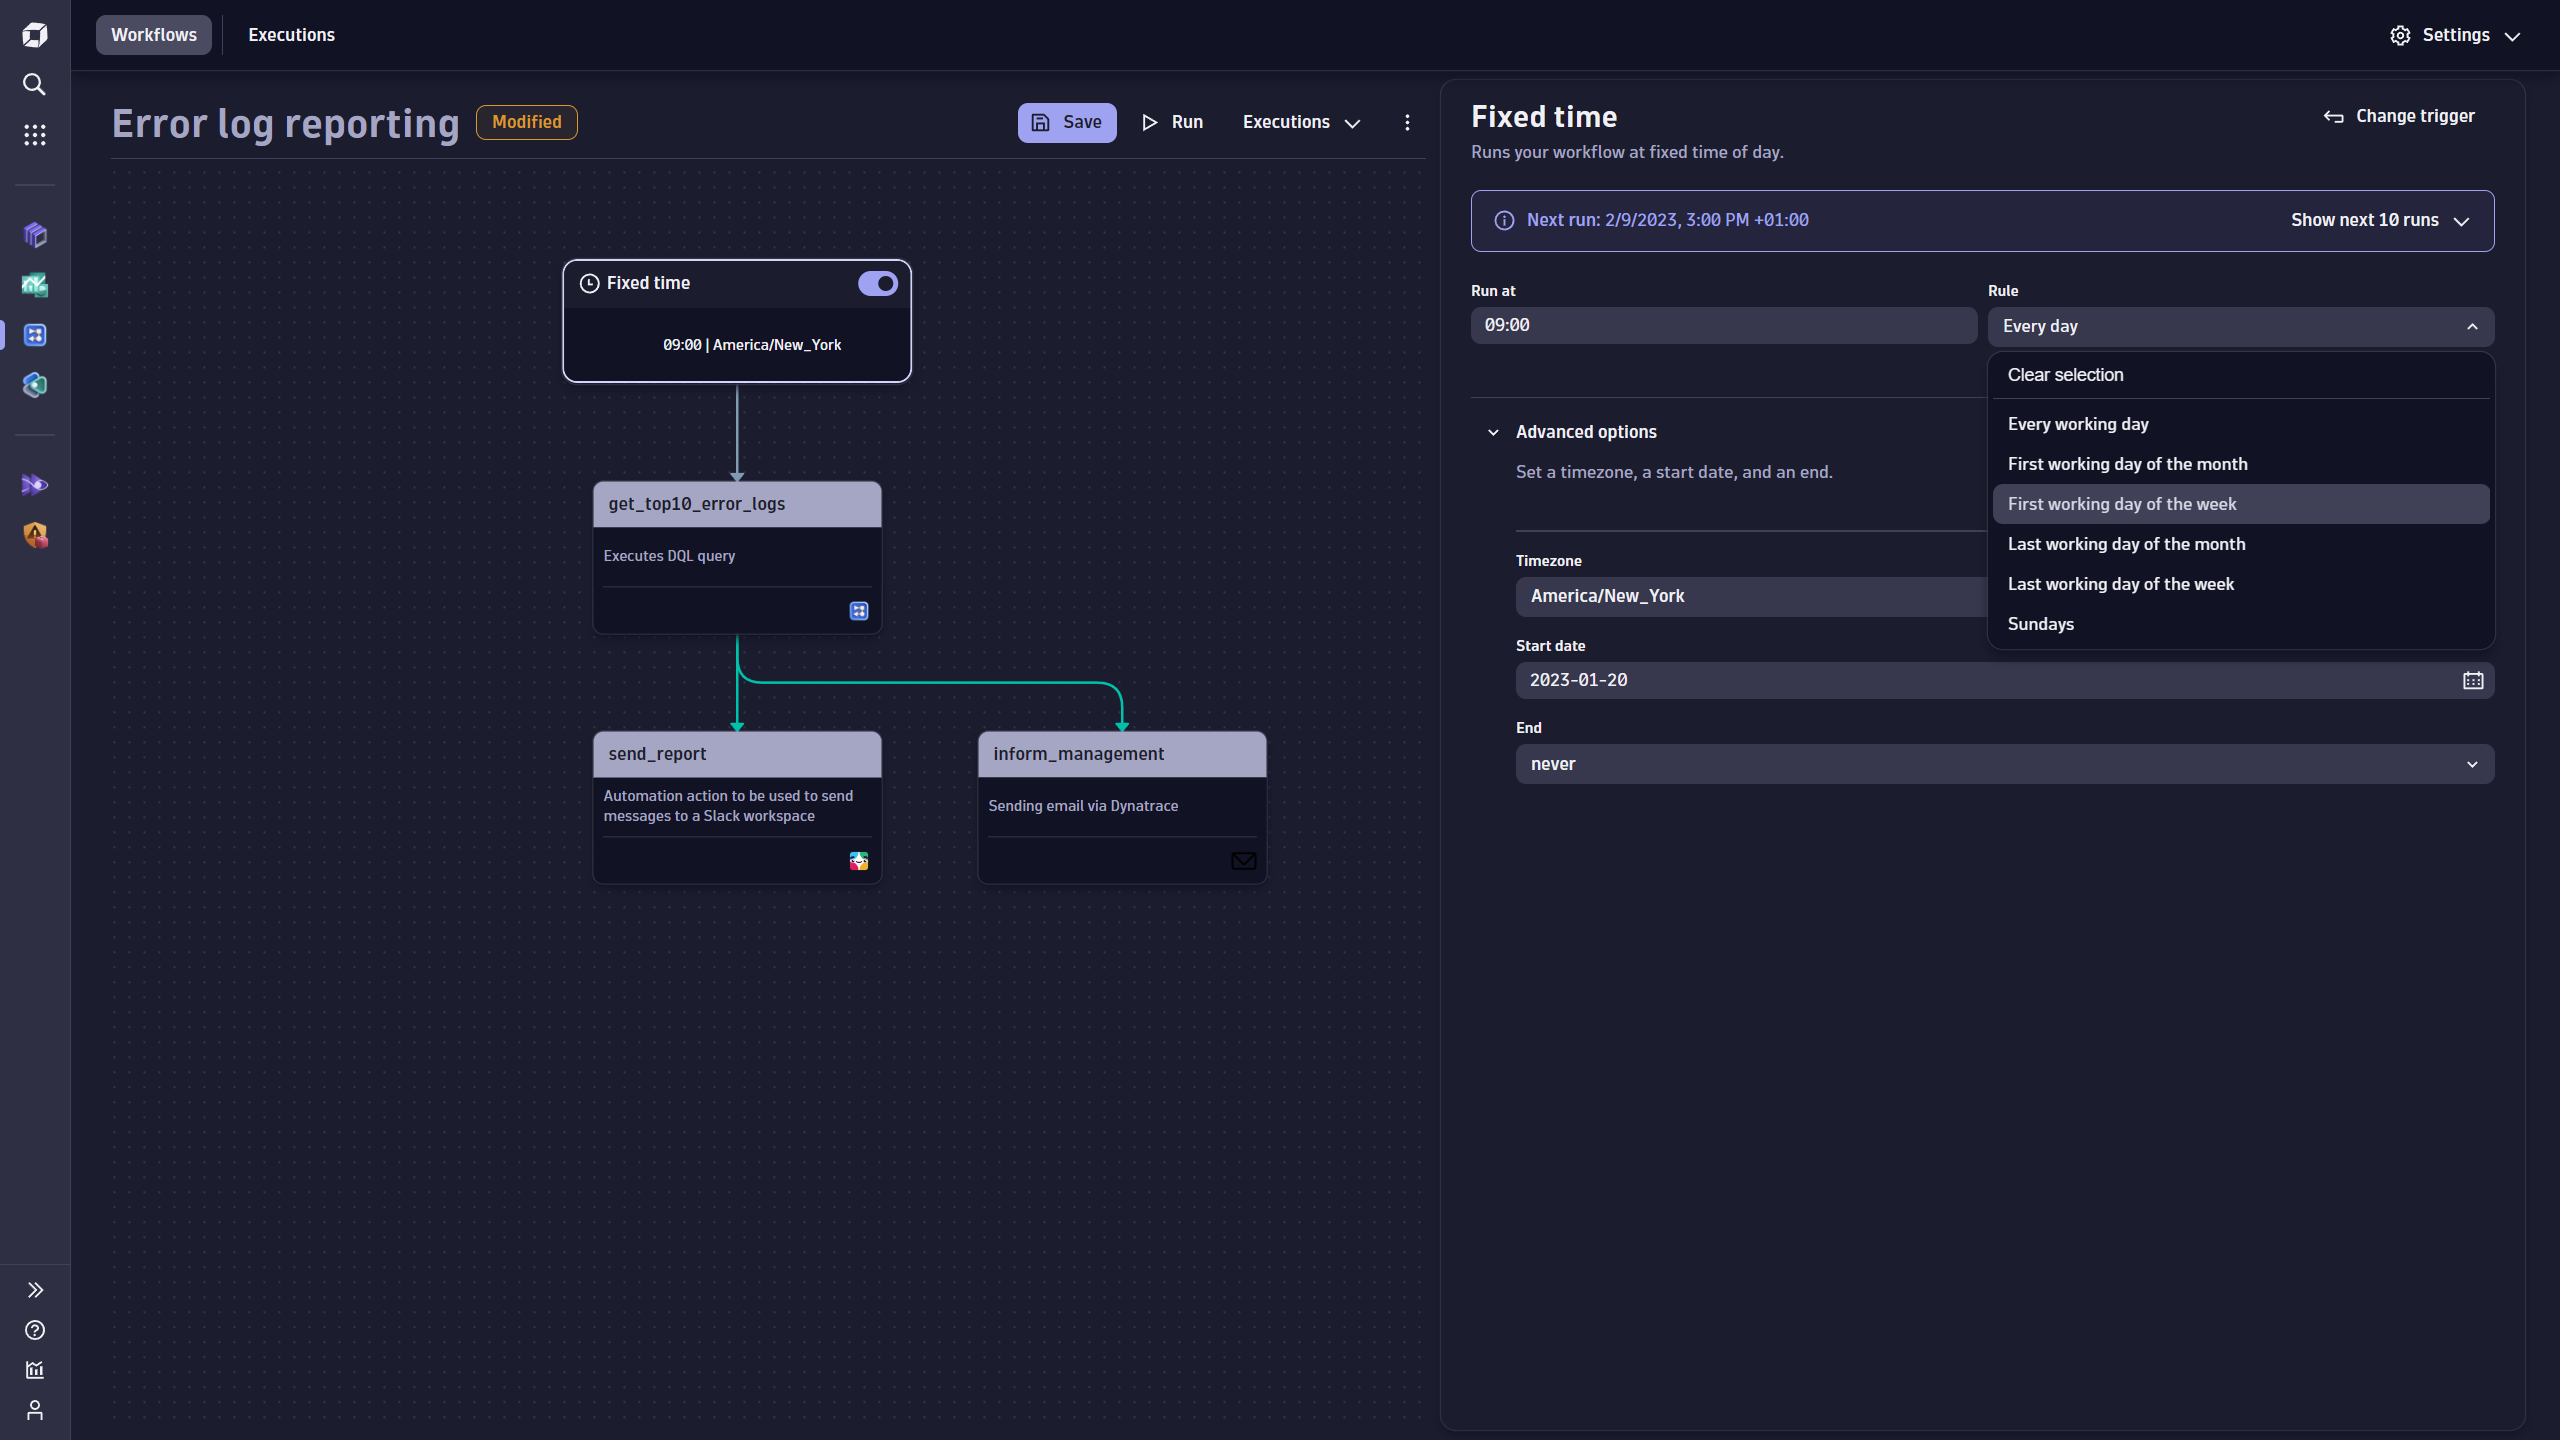 Workflows
Executions
Settings
Error log reporting
Modified
Save
Run
Executions
Fixed time
09:00 | America/New_York
get_top10_error_logs
Executes DQL query
send_report
Automation action to be used to send
messages to a Slack workspace
inform_management
Sending email via Dynatrace
Fixed time
Change trigger
Runs your workflow at fixed time of day.
Next run: 2/9/2023, 3:00 PM +01:00
Show next 10 runs
Run at
Rule
09:00
Every day
Clear selection
Every working day
First working day of the month
First working day of the week
Last working day of the month
Last working day of the week
Sundays
Advanced options
Set a timezone, a start date, and an end.
Timezone
America/New_York
Start date
2023-01-20
End
never